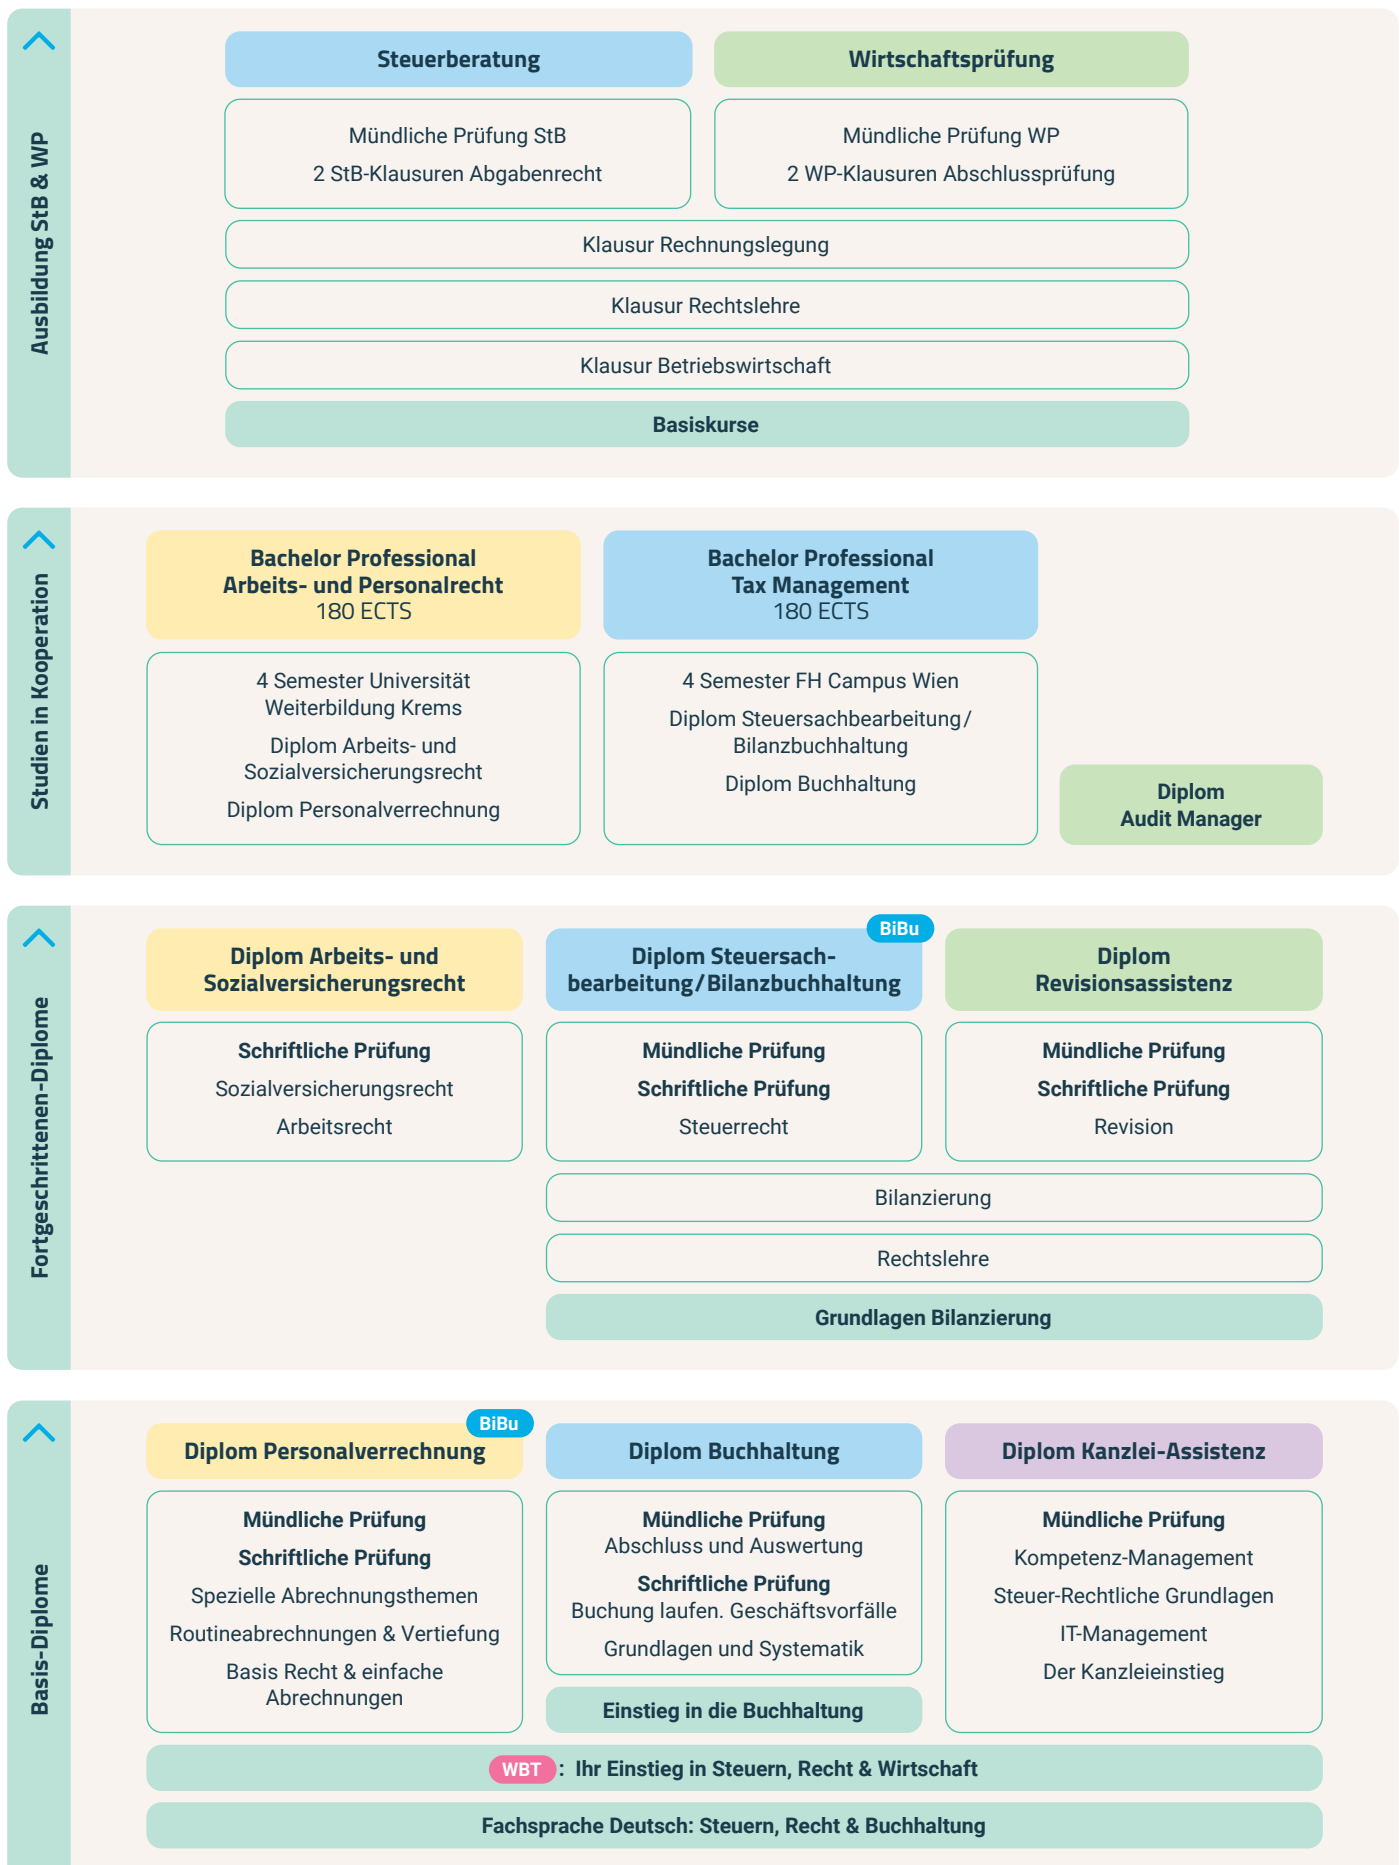 Ausbildung StB & WP
Steuerberatung
Wirtschaftsprüfung
Mündliche Prüfung StB
2 StB-Klausuren Abgabenrecht
Mündliche Prüfung WP
2 WP-Klausuren Abschlussprüfung
Klausur Rechnungslegung
Klausur Rechtslehre
Klausur Betriebswirtschaft
Basiskurse
Studien in Kooperation
Bachelor Professional
Arbeits- und Personalrecht
180 ECTS
4 Semester Universität
Weiterbildung Krems
Diplom Arbeits- und
Sozialversicherungsrecht
Diplom Personalverrechnung
Bachelor Professional
Tax Management
180 ECTS
4 Semester FH Campus Wien
Diplom Steuersachbearbeitung/
Bilanzbuchhaltung
Diplom Buchhaltung
Diplom
Audit Manager
Fortgeschrittenen-Diplome
Diplom Arbeits- und
Sozialversicherungsrecht
Schriftliche Prüfung
Sozialversicherungsrecht
Arbeitsrecht
BiBu
Diplom Steuersach-
bearbeitung/Bilanzbuchhaltung
Mündliche Prüfung
Schriftliche Prüfung
Steuerrecht
Diplom
Revisionsassistenz
Mündliche Prüfung
Schriftliche Prüfung
Revision
Bilanzierung
Rechtslehre
Grundlagen Bilanzierung
Basis-Diplome
BiBu
Diplom Personalverrechnung
Mündliche Prüfung
Schriftliche Prüfung
Spezielle Abrechnungsthemen
Routineabrechnungen & Vertiefung
Basis Recht & einfache
Abrechnungen
Diplom Buchhaltung
Mündliche Prüfung
Abschluss und Auswertung
Schriftliche Prüfung
Buchung laufen. Geschäftsvorfälle
Grundlagen und Systematik
Einstieg in die Buchhaltung
Diplom Kanzlei-Assistenz
Mündliche Prüfung
Kompetenz-Management
Steuer-Rechtliche Grundlagen
IT-Management
Der Kanzleieinstieg
WBT : Ihr Einstieg in Steuern, Recht & Wirtschaft
Fachsprache Deutsch: Steuern, Recht & Buchhaltung